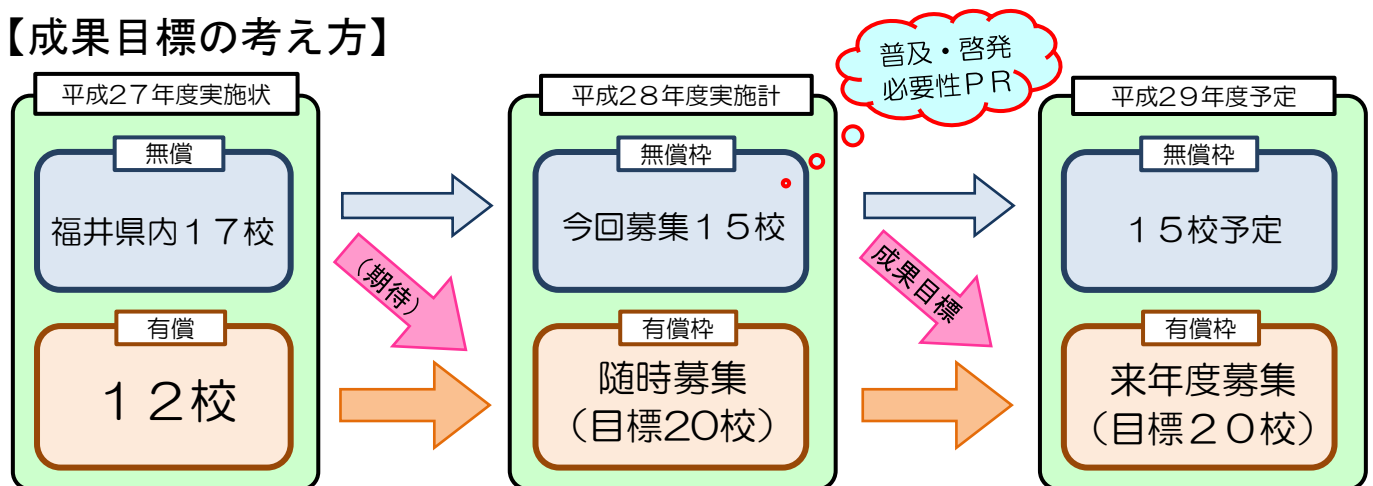 【成果目標の考え方】
普及・啓発
必要性ＰＲ
平成２７年度実施状
無償
福井県内１７校
有償
１２校
（期待）
平成２８年度実施計
無償枠
今回募集１５校
有償枠
随時募集
（目標20校）
成果目標
平成２９年度予定
無償枠
１５校予定
有償枠
来年度募集
（目標２０校）